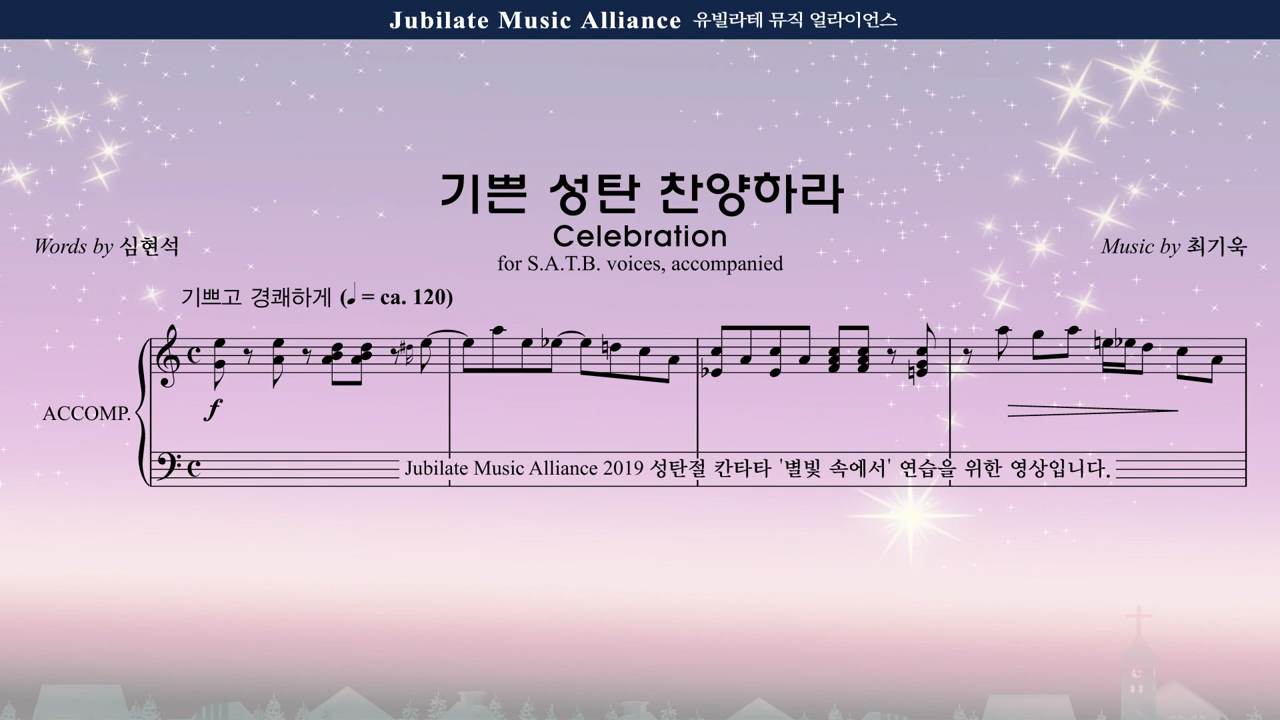 Jubilate Music Alliance 유빌라테 뮤직 얼라이언스
기쁜 성탄 찬양하라
Celebration
Words by 심현석
Music by 최기욱
for S.A.T.B. voices, accompanied
기쁘고 경쾌하게 (♩ = ca. 120)
f
ACCOMP.
Jubilate Music Alliance 2019 성탄절 칸타타 '별빛 속에서' 연습을 위한 영상입니다.